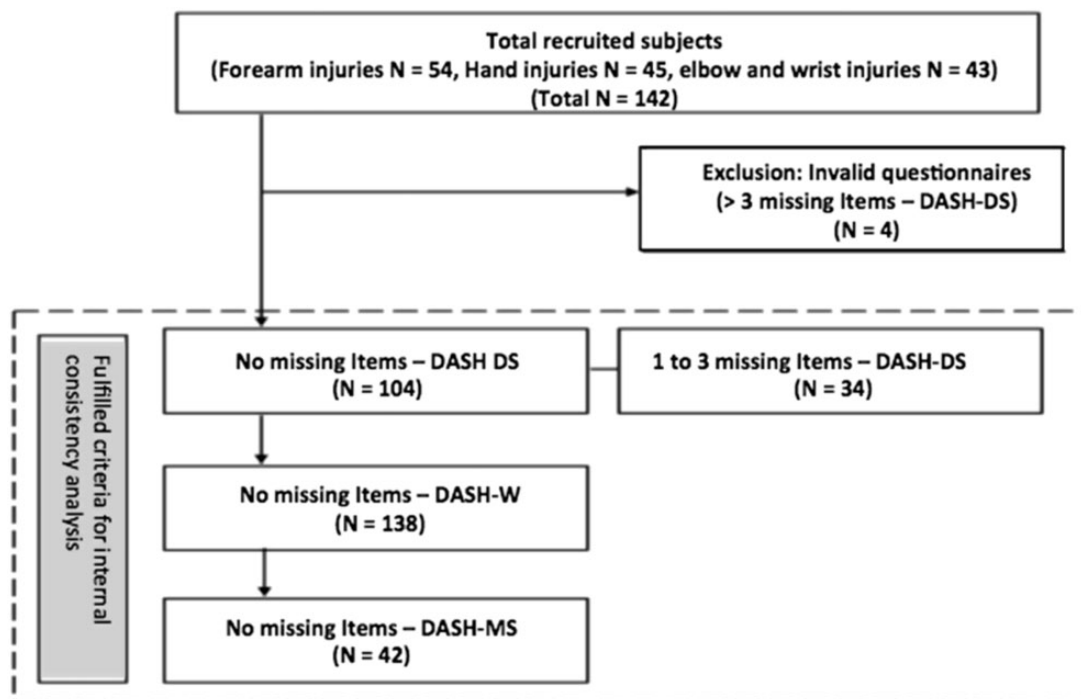 Total recruited subjects
(Forearm injuries N = 54, Hand injuries N = 45, elbow and wrist injuries N = 43)
(Total N = 142)
Exclusion: Invalid questionnaires
(> 3 missing Items – DASH-DS)
(N = 4)
Fulfilled criteria for internal
consistency analysis
No missing Items – DASH DS
(N = 104)
1 to 3 missing Items – DASH-DS
(N = 34)
No missing Items – DASH-W
(N = 138)
No missing Items – DASH-MS
(N = 42)